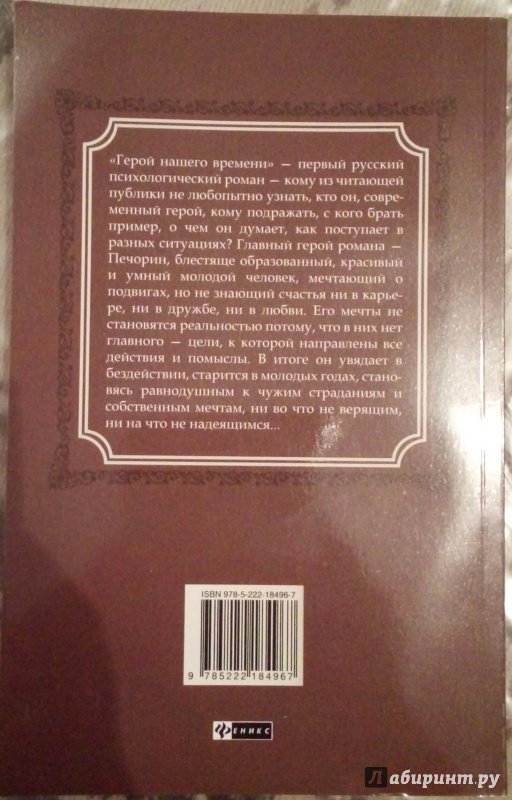 «Герой нашего времени» — первый русский
психологический роман — кому из читающей
публики не любопытно узнать, кто он, совре-
менный герой, кому подражать, с кого брать
пример, о чем он думает, как поступает в
разных ситуациях? Главный герой романа —
Печорин, блестяще образованный, красивый
и умный молодой человек, мечтающий о
подвигах, но не знающий счастья ни в карье-
ре, ни в дружбе, ни в любви. Его мечты не
становятся реальностью потому, что в них нет
главного — цели, к которой направлены все
действия и помыслы. В итоге он увядает в
бездействии, старится в молодых годах, стано-
вясь равнодушным к чужим страданиям и
собственным мечтам, ни во что не верящим,
ни на что не надеящимся...
ISBN 978-5-222-18496-7
9 785222 184967
ЕНИКС
Лабиринт.ру